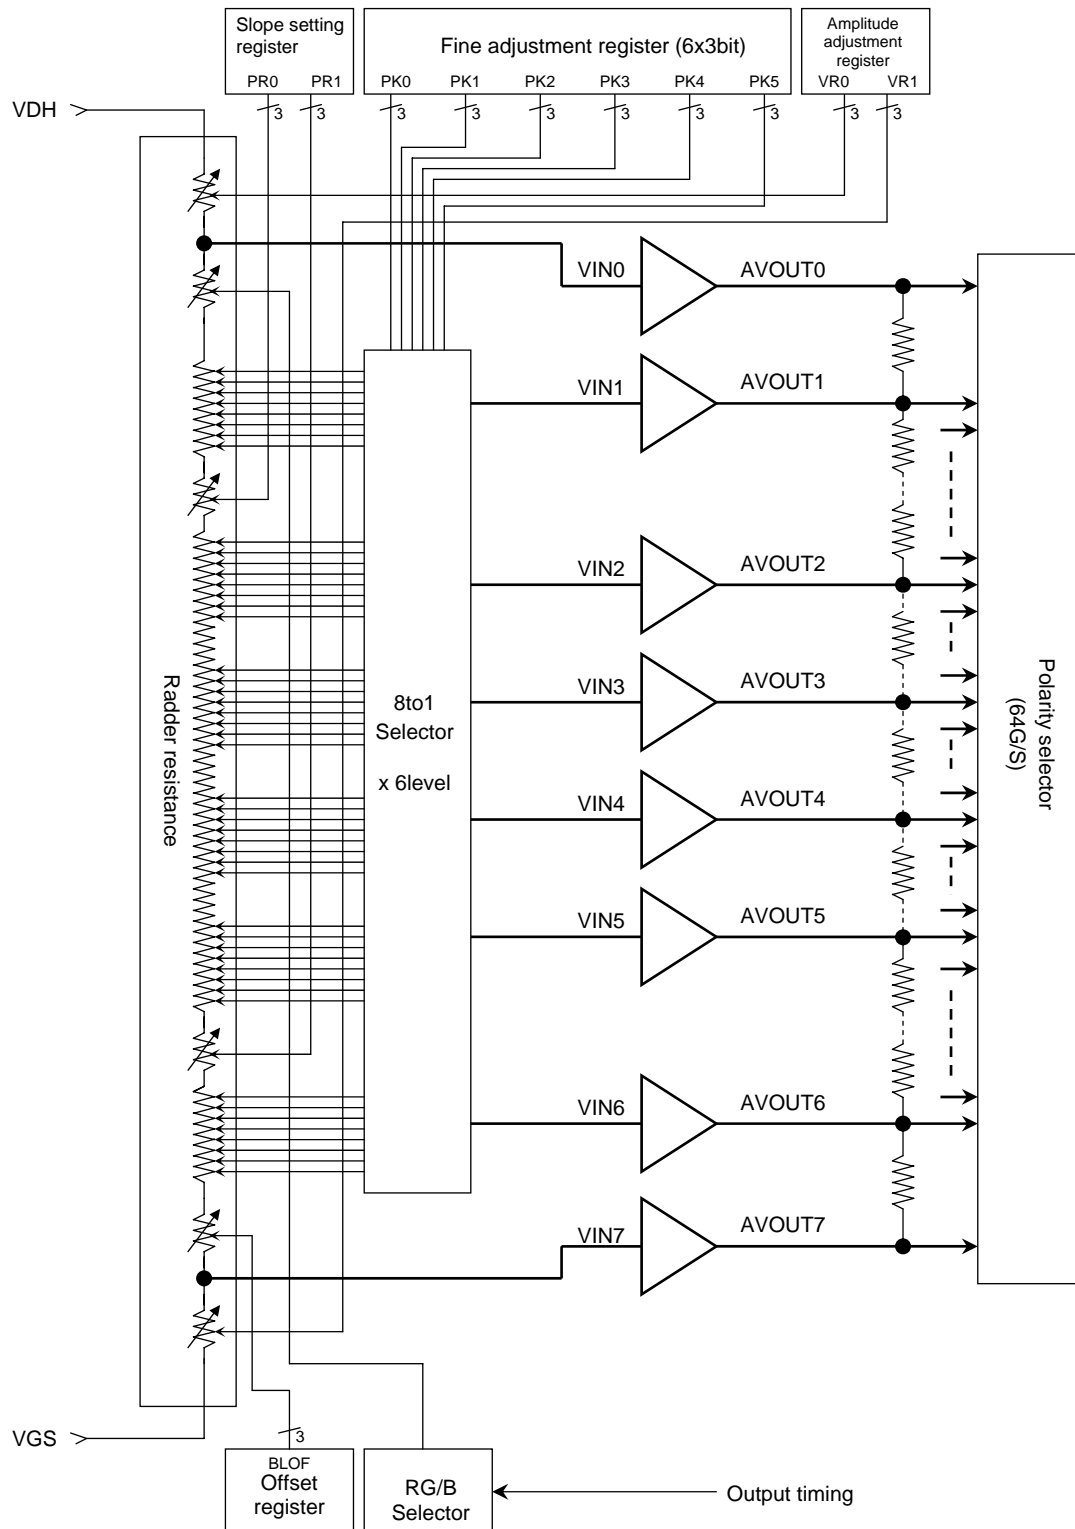 Slope setting
register
PR0 PR1
3 3
Fine adjustment register (6x3bit)
PK0 PK1 PK2 PK3 PK4 PK5
3 3 3 3 3 3
Amplitude
adjustment
register
VR0 VR1
3 3
VDH
VIN0 AVOUT0
VIN1 AVOUT1
VIN2 AVOUT2
VIN3 AVOUT3
VIN4 AVOUT4
VIN5 AVOUT5
VIN6 AVOUT6
VIN7 AVOUT7
Radder resistance
8to1
Selector
x 6level
Polarity selector
(64G/S)
VGS
3
BLOF
Offset
register
RG/B
Selector
Output timing